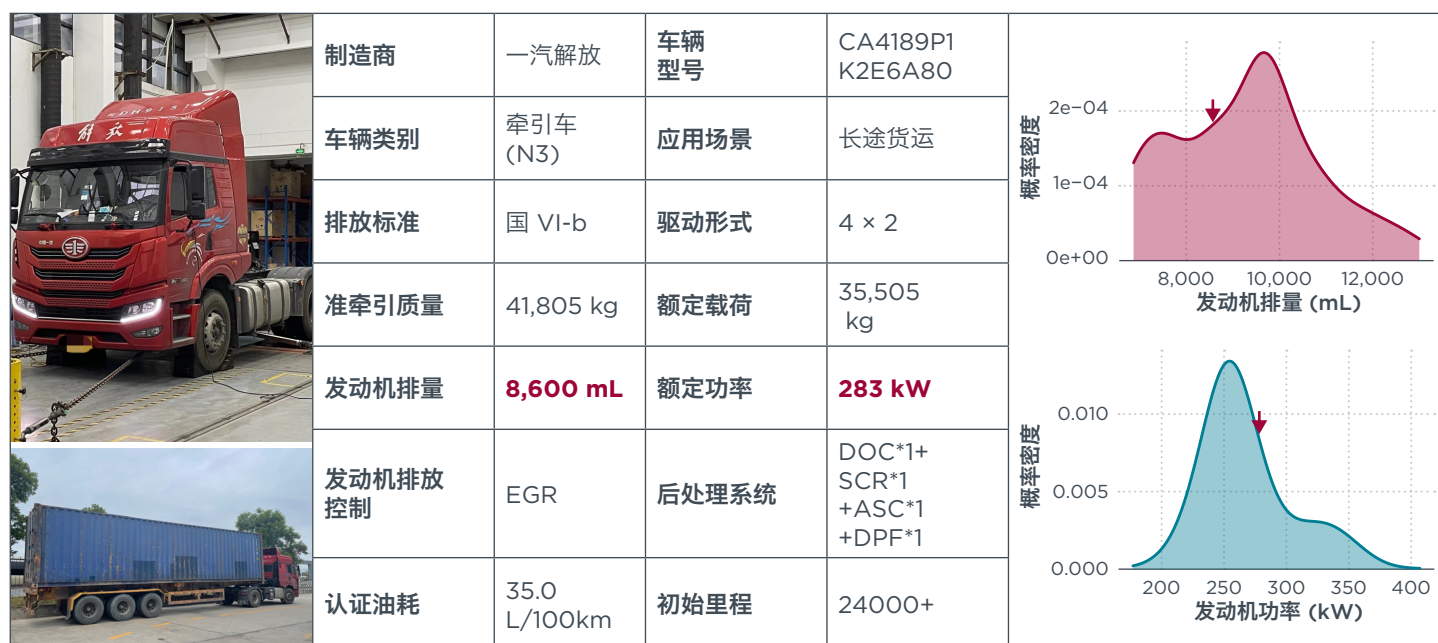 制造商
一汽解放
车辆
型号
CA4189P1
K2E6A80
车辆类别
牵引车
(N3)
应用场景
长途货运
排放标准
国 VI-b
驱动形式
4 × 2
准牵引质量
41,805 kg
额定载荷
35,505
kg
发动机排量
8,600 mL
额定功率
283 kW
发动机排放
控制
EGR
后处理系统
DOC*1+
SCR*1
+ASC*1
+DPF*1
认证油耗
35.0
L/100km
初始里程
24000+
概率密度
2e−04
1e−04
0e+00
8,000 10,000 12,000
发动机排量 (mL)
概率密度
0.010
0.005
0.000
200 250 300 350 400
发动机功率 (kW)
解放